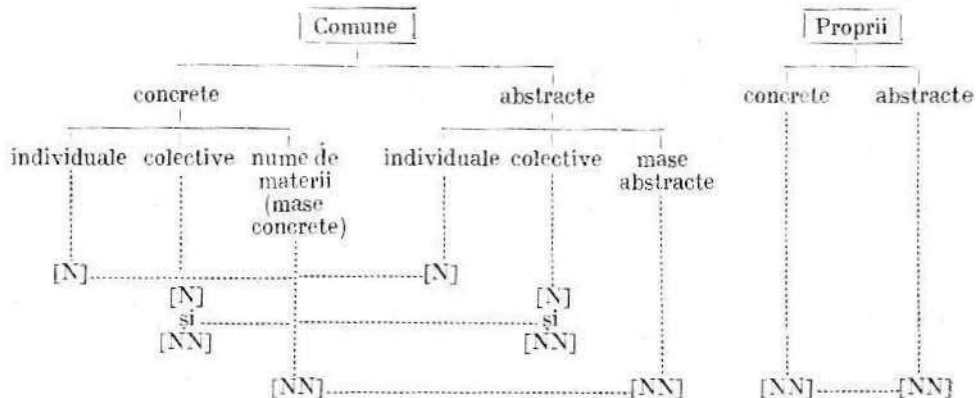 Comune Proprii
concrete abstracte concrete abstracte
individuale colective nume de individuale colective mase
materii abstracte
(mase
concrete)
[N] [N]
[N] [N]
și și
[NN] [NN]
[NN] [NN] [NN] [NN]